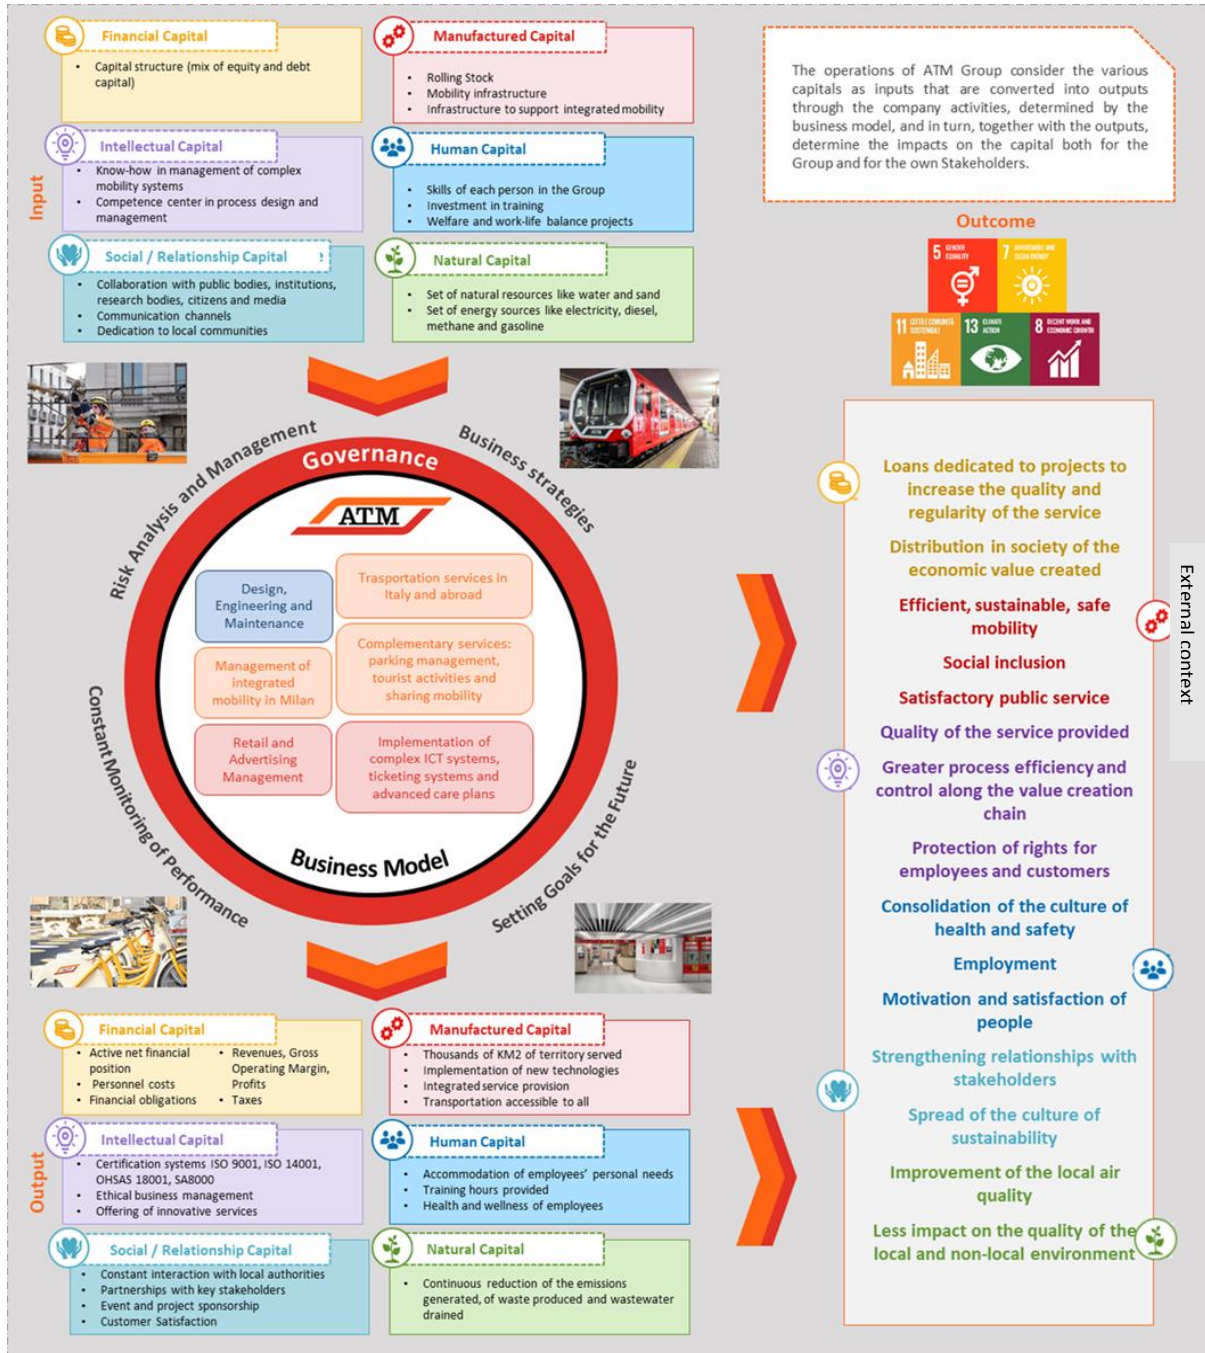 Financial Capital
• Capital structure (mix of equity and debt
capital)
Manufactured Capital
• Rolling Stock
• Mobility infrastructure
• Infrastructure to support integrated mobility
The operations of ATM Group consider the various
capitals as inputs that are converted into outputs
through the company activities, determined by the
business model, and in turn, together with the outputs,
determine the impacts on the capital both for the
Group and for the own Stakeholders.
Input
Intellectual Capital
• Know-how in management of complex
mobility systems
• Competence center in process design and
management
Human Capital
• Skills of each person in the Group
• Investment in training
• Welfare and work-life balance projects
Social / Relationship Capital
• Collaboration with public bodies, institutions,
research bodies, citizens and media
• Communication channels
• Dedication to local communities
Natural Capital
• Set of natural resources like water and sand
• Set of energy sources like electricity, diesel,
methane and gasoline
Outcome
5 GENDER
EQUALITY
7 AFFORDABLE AND
CLEAN ENERGY
11 CITTÀ E COMUNITÀ
SOSTENIBILI
13 CLIMATE
ACTION
8 DECENT WORK AND
ECONOMIC GROWTH
Risk Analysis and Management
Business strategies
Governance
ATM
Design,
Engineering and
Maintenance
Trasportation services in
Italy and abroad
Management of
integrated
mobility in Milan
Complementary services:
parking management,
tourist activities and
sharing mobility
Retail and
Advertising
Management
Implementation of
complex ICT systems,
ticketing systems and
advanced care plans
Business Model
Constant Monitoring of Performance
Setting Goals for the Future
Loans dedicated to projects to
increase the quality and
regularity of the service
Distribution in society of the
economic value created
Efficient, sustainable, safe
mobility
Social inclusion
Satisfactory public service
Quality of the service provided
Greater process efficiency and
control along the value creation
chain
Protection of rights for
employees and customers
Consolidation of the culture of
health and safety
Employment
Motivation and satisfaction of
people
Strengthening relationships with
stakeholders
Spread of the culture of
sustainability
Improvement of the local air
quality
Less impact on the quality of the
local and non-local environment
External context
Output
Financial Capital
• Active net financial
position
• Personnel costs
• Financial obligations
• Revenues, Gross
Operating Margin,
Profits
• Taxes
Manufactured Capital
• Thousands of KM2 of territory served
• Implementation of new technologies
• Integrated service provision
• Transportation accessible to all
Intellectual Capital
• Certification systems ISO 9001, ISO 14001,
OHSAS 18001, SA8000
• Ethical business management
• Offering of innovative services
Human Capital
• Accommodation of employees' personal needs
• Training hours provided
• Health and wellness of employees
Social / Relationship Capital
• Constant interaction with local authorities
• Partnerships with key stakeholders
• Event and project sponsorship
• Customer Satisfaction
Natural Capital
• Continuous reduction of the emissions
generated, of waste produced and wastewater
drained